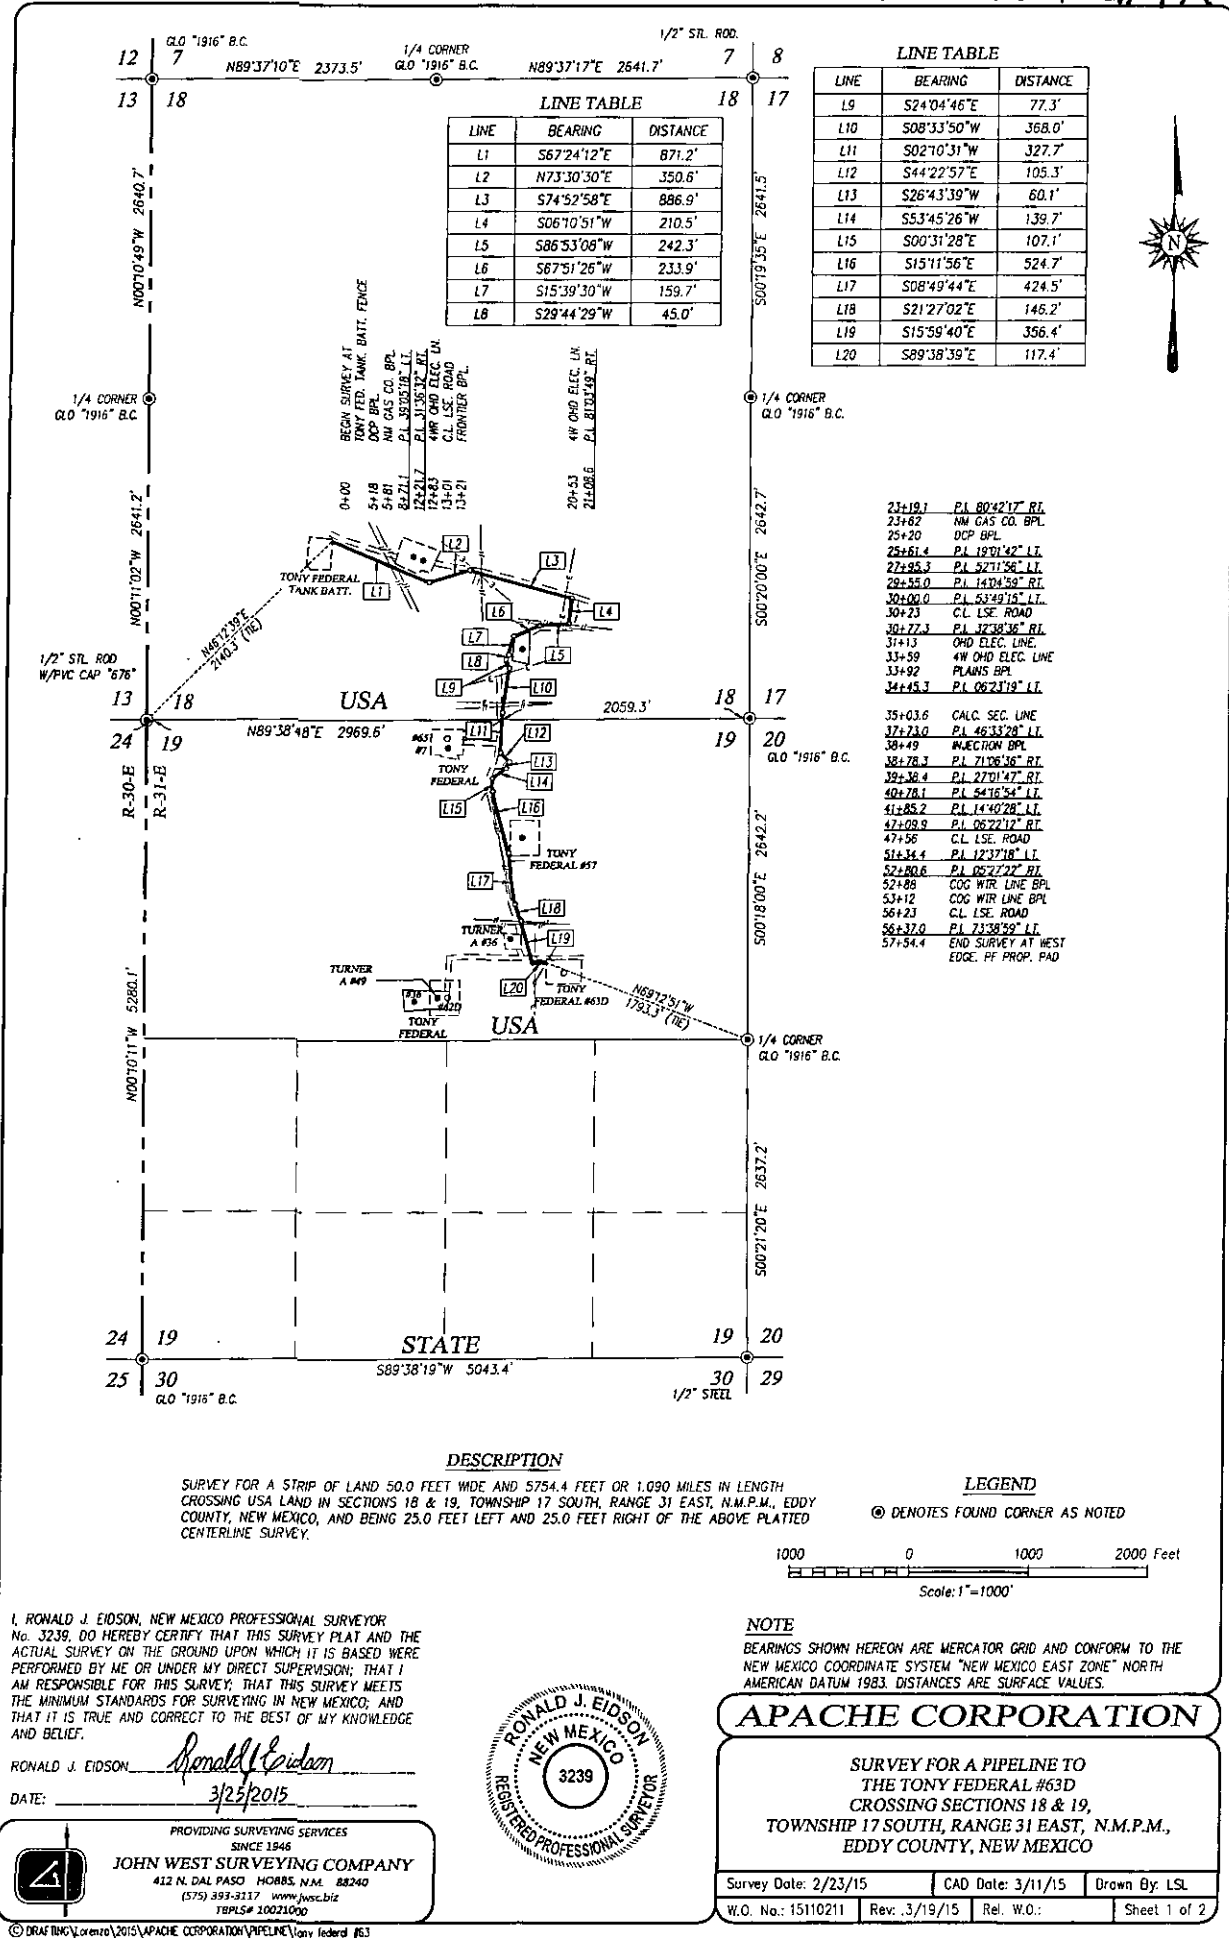 GLO "1916" B.C.
12 7
13 18
N89°37'10"E 2373.5'
1/4 CORNER
GLO "1916" B.C.
N89°37'17"E 2641.7'
1/2" STL. ROD.
7 8
18 17
LINE TABLE
LINE BEARING DISTANCE
L1 S67°24'12"E 871.2'
L2 N73°30'30"E 350.6'
L3 S74°52'58"E 886.9'
L4 S06°10'51"W 210.5'
L5 S86°53'08"W 242.3'
L6 S67°51'26"W 233.9'
L7 S15°39'30"W 159.7'
L8 S29°44'29"W 45.0'
LINE TABLE
LINE BEARING DISTANCE
L9 S24°04'46"E 77.3'
L10 S08°33'50"W 368.0'
L11 S02°10'31"W 327.7'
L12 S44°22'57"E 105.3'
L13 S26°43'39"W 60.1'
L14 S53°45'26"W 139.7'
L15 S00°31'28"E 107.1'
L16 S15°11'56"E 524.7'
L17 S08°49'44"E 424.5'
L18 S21°27'02"E 146.2'
L19 S15°59'40"E 356.4'
L20 S89°38'39"E 117.4'
N
N00°10'49"W 2640.7'
S00°19'35"E 2641.5'
1/4 CORNER
GLO "1916" B.C.
1/4 CORNER
GLO "1916" B.C.
0+00 BEGIN SURVEY AT
TONY FED. TANK. BATT. FENCE
5+18 DCP BPL
5+81 NM GAS CO. BPL
8+71.1 P.I. 39°05'18" LT.
12+21.7 P.I. 31°36'32" RT.
12+83 4WR OHD ELEC. LN.
13+01 C.L. LSE. ROAD
13+21 FRONTIER BPL.
20+53 4W OHD ELEC. LN.
21+08.6 P.I. 81°03'49" RT.
23+19.1 P.I. 80°42'17" RT.
23+62 NM GAS CO. BPL
25+20 DCP BPL
25+61.4 P.I. 19°01'42" LT.
27+95.3 P.I. 52°11'56" LT.
29+55.0 P.I. 14°04'59" RT.
30+00.0 P.I. 53°49'15" LT.
30+23 C.L. LSE. ROAD
30+77.3 P.I. 32°38'36" RT.
31+13 OHD ELEC. LINE.
33+59 4W OHD ELEC. LINE
33+92 PLAINS BPL
34+45.3 P.I. 06°23'19" LT.
35+03.6 CALC. SEC. LINE
37+73.0 P.I. 46°33'28" LT.
38+49 INJECTION BPL
38+78.3 P.I. 71°06'36" RT.
39+38.4 P.I. 27°01'47" RT.
40+78.1 P.I. 54°16'54" LT.
41+85.2 P.I. 14°40'28" LT.
47+09.9 P.I. 06°22'12" RT.
47+56 C.L. LSE. ROAD
51+34.4 P.I. 12°37'18" LT.
52+80.6 P.I. 05°27'22" RT.
52+88 COG WTR. LINE BPL
53+12 COG WTR LINE BPL
56+23 C.L. LSE. ROAD
56+37.0 P.I. 73°38'59" LT.
57+54.4 END SURVEY AT WEST
EDGE. PF PROP. PAD
N00°11'02"W 2641.2'
S00°20'00"E 2642.7'
TONY FEDERAL
TANK BATT.
L1
L2
L3
L4
L6
L7
L5
L8
L9
L10
N46°12'39"E
2140.3 (TIE)
1/2" STL. ROD
W/PVC CAP "676"
13 18
USA
2059.3'
18 17
24 19
N89°38'48"E 2969.6'
L11
19 20
GLO "1916" B.C.
R-30-E
R-31-E
#651
#7
TONY
FEDERAL
L12
L13
L14
L15
L16
TONY
FEDERAL #57
L17
L18
TURNER
A #36
L19
L20
TONY
FEDERAL #63D
TURNER
A #49
#38
#62D
TONY
FEDERAL
USA
N69°12'51"W
1793.3' (TIE)
S00°18'00"E 2642.2'
1/4 CORNER
GLO "1916" B.C.
N00°10'11"W 5280.1'
S00°21'20"E 2637.2'
24 19
STATE
19 20
25 30
S89°38'19"W 5043.4'
30 29
GLO "1916" B.C.
1/2" STEEL
DESCRIPTION
SURVEY FOR A STRIP OF LAND 50.0 FEET WIDE AND 5754.4 FEET OR 1.090 MILES IN LENGTH
CROSSING USA LAND IN SECTIONS 18 & 19, TOWNSHIP 17 SOUTH, RANGE 31 EAST, N.M.P.M., EDDY
COUNTY, NEW MEXICO, AND BEING 25.0 FEET LEFT AND 25.0 FEET RIGHT OF THE ABOVE PLATTED
CENTERLINE SURVEY.
LEGEND
DENOTES FOUND CORNER AS NOTED
1000 0 1000 2000 Feet
Scale: 1"=1000'
I, RONALD J. EIDSON, NEW MEXICO PROFESSIONAL SURVEYOR
No. 3239, DO HEREBY CERTIFY THAT THIS SURVEY PLAT AND THE
ACTUAL SURVEY ON THE GROUND UPON WHICH IT IS BASED WERE
PERFORMED BY ME OR UNDER MY DIRECT SUPERVISION; THAT I
AM RESPONSIBLE FOR THIS SURVEY; THAT THIS SURVEY MEETS
THE MINIMUM STANDARDS FOR SURVEYING IN NEW MEXICO; AND
THAT IT IS TRUE AND CORRECT TO THE BEST OF MY KNOWLEDGE
AND BELIEF.
RONALD J. EIDSON Ronald J Eidson
DATE: 3/25/2015
RONALD J. EIDSON
NEW MEXICO
3239
REGISTERED PROFESSIONAL SURVEYOR
NOTE
BEARINGS SHOWN HEREON ARE MERCATOR GRID AND CONFORM TO THE
NEW MEXICO COORDINATE SYSTEM "NEW MEXICO EAST ZONE" NORTH
AMERICAN DATUM 1983. DISTANCES ARE SURFACE VALUES.
APACHE CORPORATION
SURVEY FOR A PIPELINE TO
THE TONY FEDERAL #63D
CROSSING SECTIONS 18 & 19,
TOWNSHIP 17 SOUTH, RANGE 31 EAST, N.M.P.M.,
EDDY COUNTY, NEW MEXICO
Survey Date: 2/23/15 CAD Date: 3/11/15 Drawn By: LSL
W.O. No.: 15110211 Rev: .3/19/15 Rel. W.O.: Sheet 1 of 2
PROVIDING SURVEYING SERVICES
SINCE 1946
JOHN WEST SURVEYING COMPANY
412 N. DAL PASO HOBBS, N.M. 88240
(575) 393-3117 www.jwsc.biz
TBPLS# 10021000
© DRAFTING\Lorenzo\2015\APACHE CORPORATION\PIPELINE\Tony federal #63